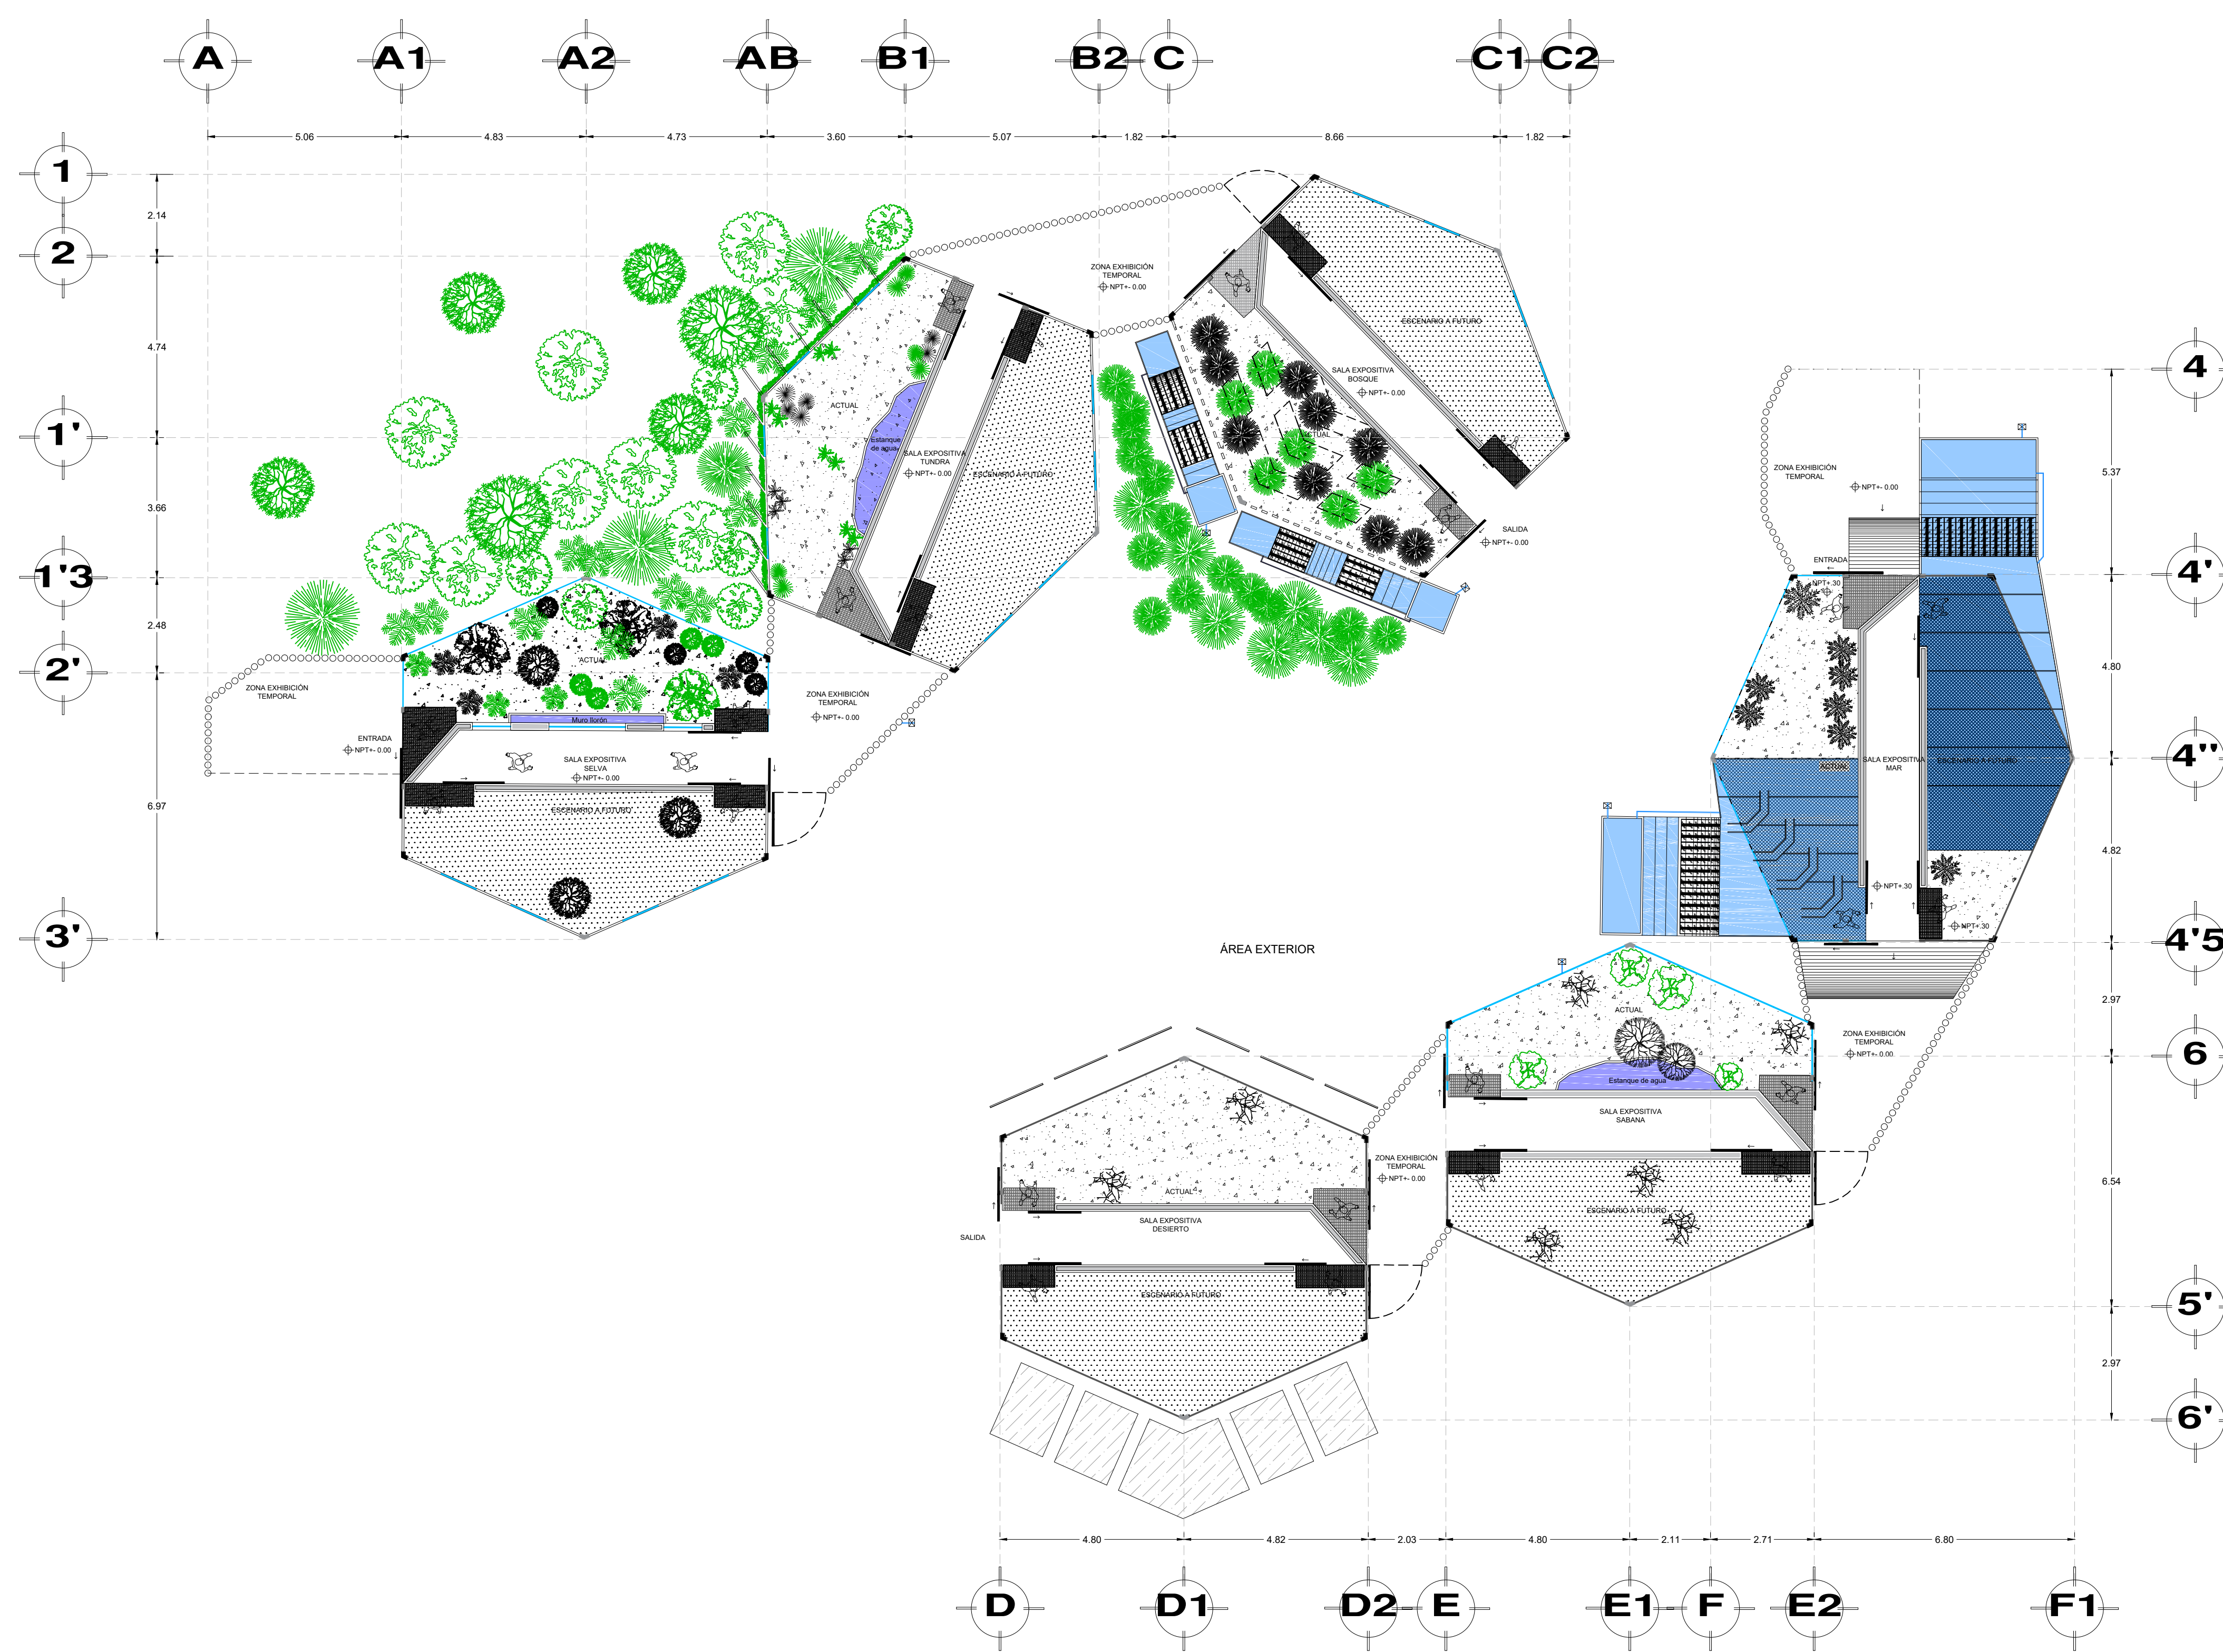 A A1 A2 AB B1 B2 C C1 C2
5.06 4.83 4.73 3.60 5.07 1.82 8.66 1.82
1
2.14
2
4.74
1'
3.66
1'3
2.48
2'
6.97
3'
4
5.37
4'
4.80
4''
4.82
4'5
2.97
6
6.54
5'
2.97
6'
ZONA EXHIBICIÓN
TEMPORAL
NPT+- 0.00
ESCENARIO A FUTURO
SALA EXPOSITIVA
BOSQUE
NPT+- 0.00
ACTUAL
SALIDA
NPT+- 0.00
ACTUAL
Estanque
de agua
SALA EXPOSITIVA
TUNDRA
NPT+- 0.00
ESCENARIO A FUTURO
ZONA EXHIBICIÓN
TEMPORAL
NPT+- 0.00
ENTRADA
NPT+.30
SALA EXPOSITIVA
MAR
ESCENARIO A FUTURO
ACTUAL
NPT+.30
NPT+.30
ZONA EXHIBICIÓN
TEMPORAL
ENTRADA
NPT+- 0.00
ACTUAL
Muro llorón
SALA EXPOSITIVA
SELVA
NPT+- 0.00
ESCENARIO A FUTURO
ZONA EXHIBICIÓN
TEMPORAL
NPT+- 0.00
ÁREA EXTERIOR
ACTUAL
Estanque de agua
SALA EXPOSITIVA
SABANA
ESCENARIO A FUTURO
ZONA EXHIBICIÓN
TEMPORAL
NPT+- 0.00
ZONA EXHIBICIÓN
TEMPORAL
NPT+- 0.00
ACTUAL
SALA EXPOSITIVA
DESIERTO
SALIDA
ESCENARIO A FUTURO
4.80 4.82 2.03 4.80 2.11 2.71 6.80
D D1 D2 E E1 F E2 F1